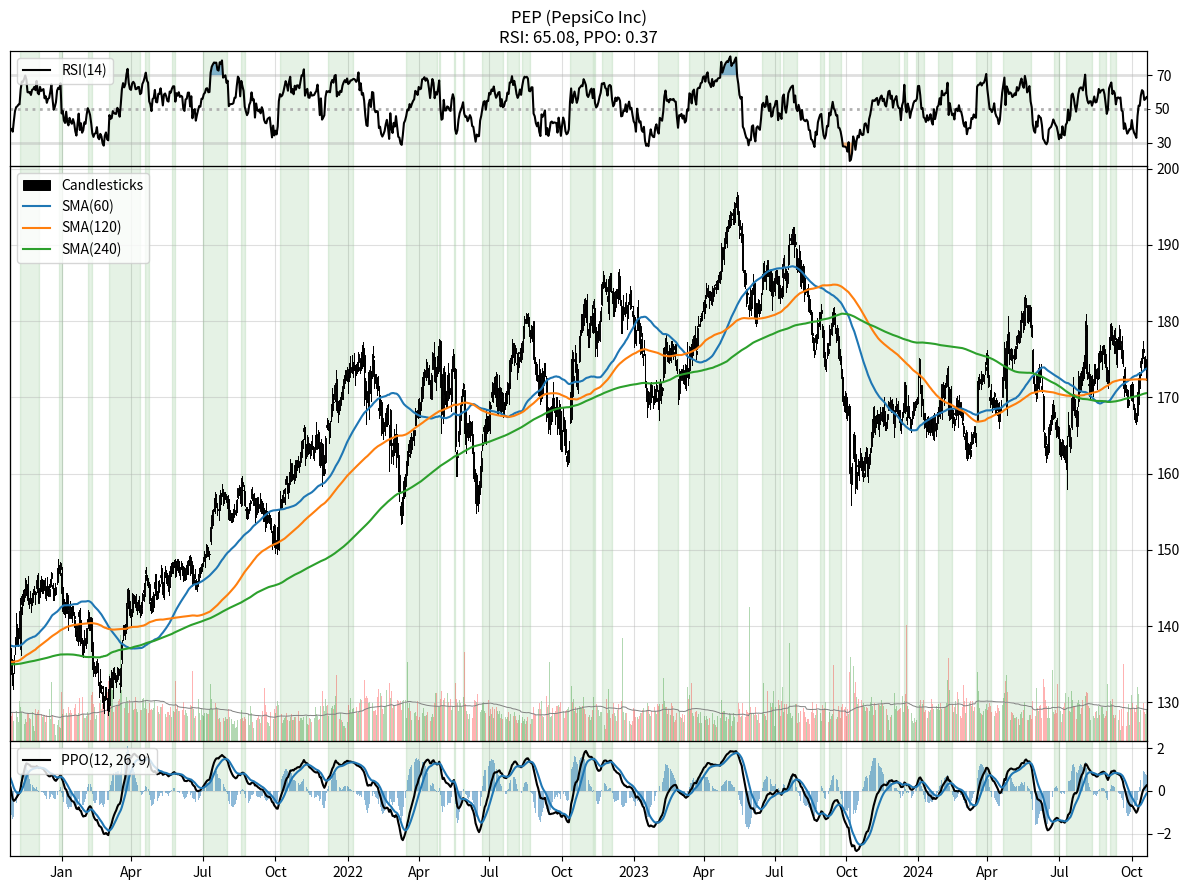 PEP (PepsiCo Inc)
RSI: 65.08, PPO: 0.37
RSI(14)
70
50
30
Candlesticks
SMA(60)
SMA(120)
SMA(240)
200
190
180
170
160
150
140
130
PPO(12, 26, 9)
2
0
−2
Jan Apr Jul Oct 2022 Apr Jul Oct 2023 Apr Jul Oct 2024 Apr Jul Oct